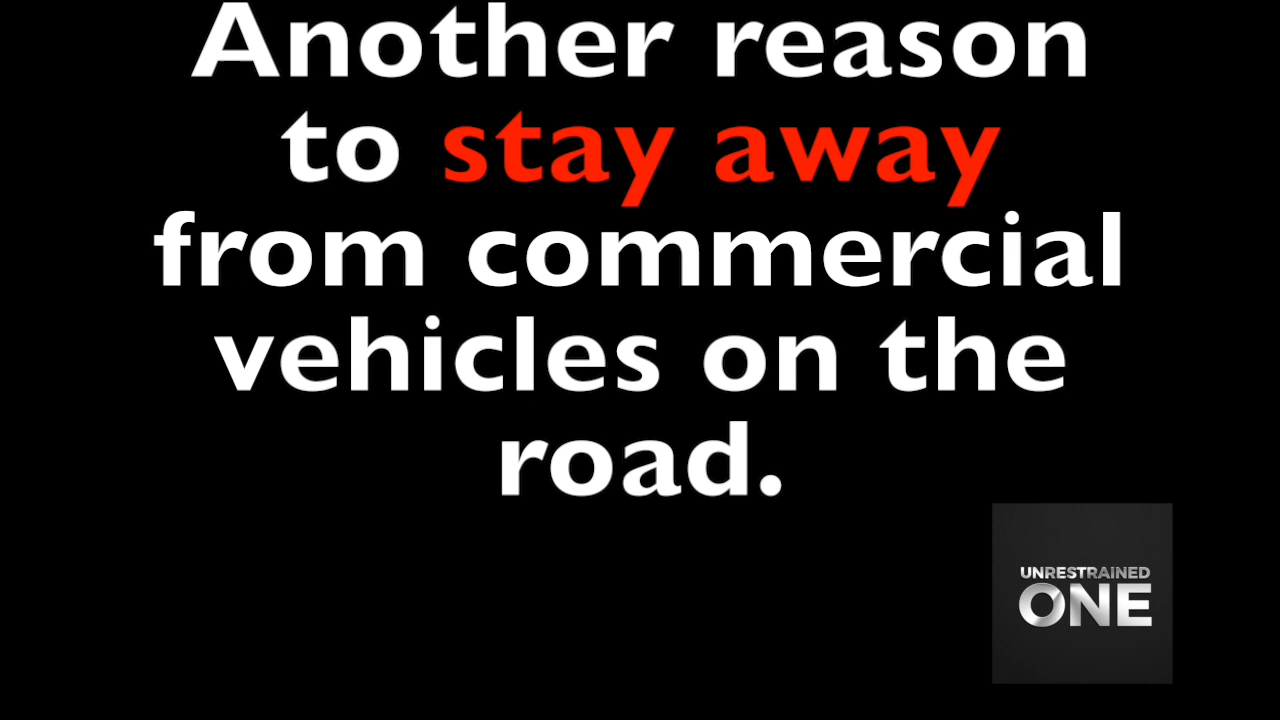 Another reason
to stay away
from commercial
vehicles on the
road.
UNRESTRAINED
ONE